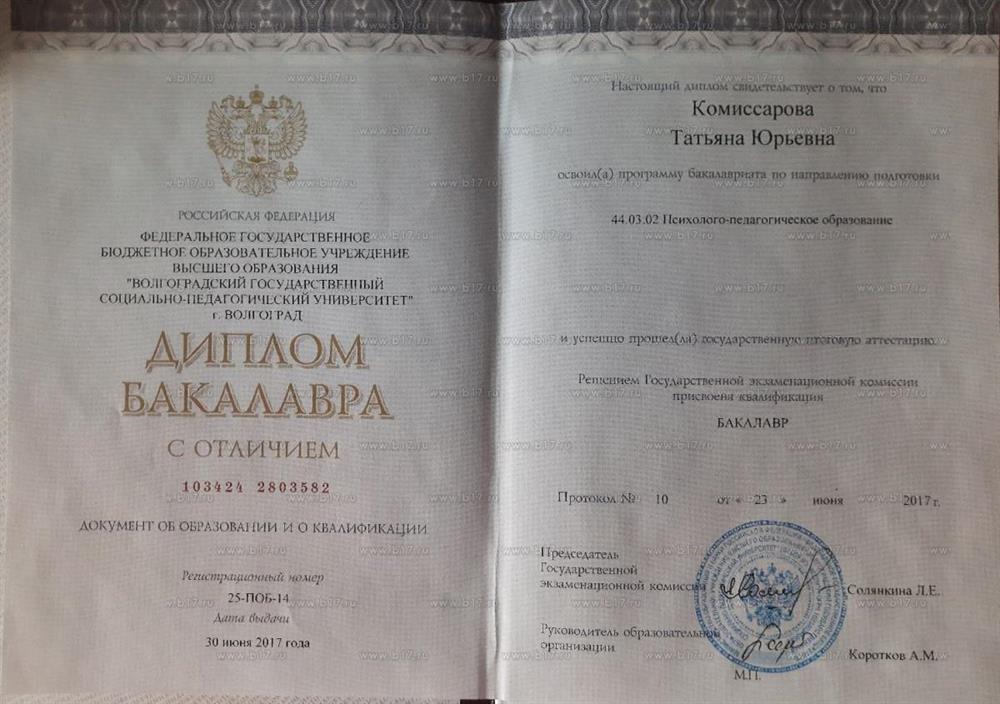 РОССИЙСКАЯ ФЕДЕРАЦИЯ
ФЕДЕРАЛЬНОЕ ГОСУДАРСТВЕННОЕ
БЮДЖЕТНОЕ ОБРАЗОВАТЕЛЬНОЕ УЧРЕЖДЕНИЕ
ВЫСШЕГО ОБРАЗОВАНИЯ
"ВОЛГОГРАДСКИЙ ГОСУДАРСТВЕННЫЙ
СОЦИАЛЬНО-ПЕДАГОГИЧЕСКИЙ УНИВЕРСИТЕТ"
г. ВОЛГОГРАД
ДИПЛОМ
БАКАЛАВРА
С ОТЛИЧИЕМ
103424 2803582
ДОКУМЕНТ ОБ ОБРАЗОВАНИИ И О КВАЛИФИКАЦИИ
Регистрационный номер
25-ПОБ-14
Дата выдачи
30 июня 2017 года
Настоящий диплом свидетельствует о том, что
Комиссарова
Татьяна Юрьевна
освоил(а) программу бакалавриата по направлению подготовки
44.03.02 Психолого-педагогическое образование
и успешно прошел(ла) государственную итоговую аттестацию
Решением Государственной экзаменационной комиссии
присвоена квалификация
БАКАЛАВР
Протокол № 10 от « 23 » июня 2017 г.
Председатель
Государственной
экзаменационной комиссии Солянкина Л.Е.
Руководитель образовательной
организации Коротков А.М.
М.П.
www.b17.ru